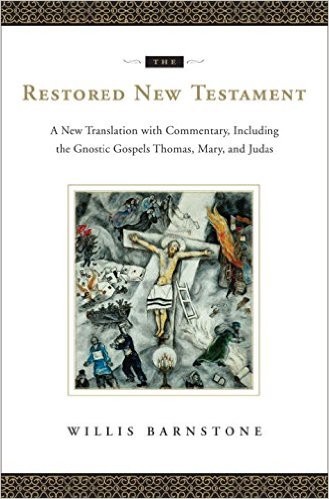 THE
RESTORED NEW TESTAMENT
A New Translation with Commentary, Including
the Gnostic Gospels Thomas, Mary, and Judas
WILLIS BARNSTONE